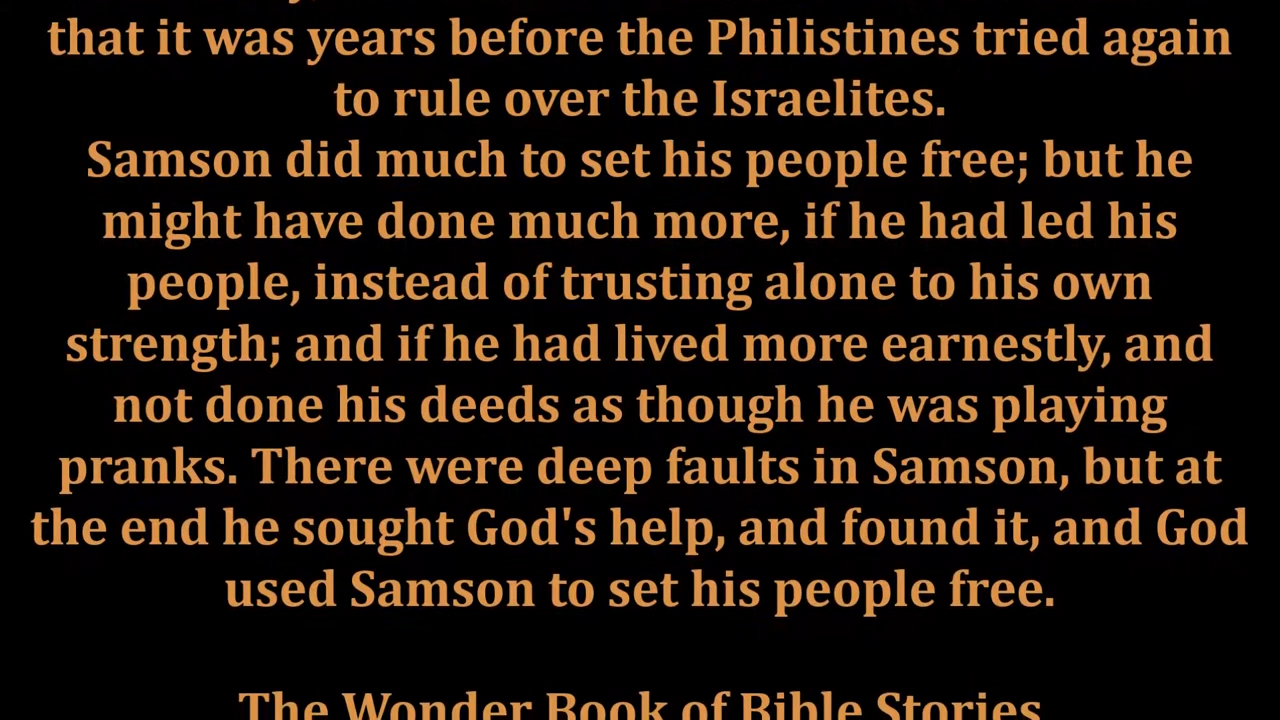 that it was years before the Philistines tried again
to rule over the Israelites.
Samson did much to set his people free; but he
might have done much more, if he had led his
people, instead of trusting alone to his own
strength; and if he had lived more earnestly, and
not done his deeds as though he was playing
pranks. There were deep faults in Samson, but at
the end he sought God's help, and found it, and God
used Samson to set his people free.
The Wonder Book of Bible Stories